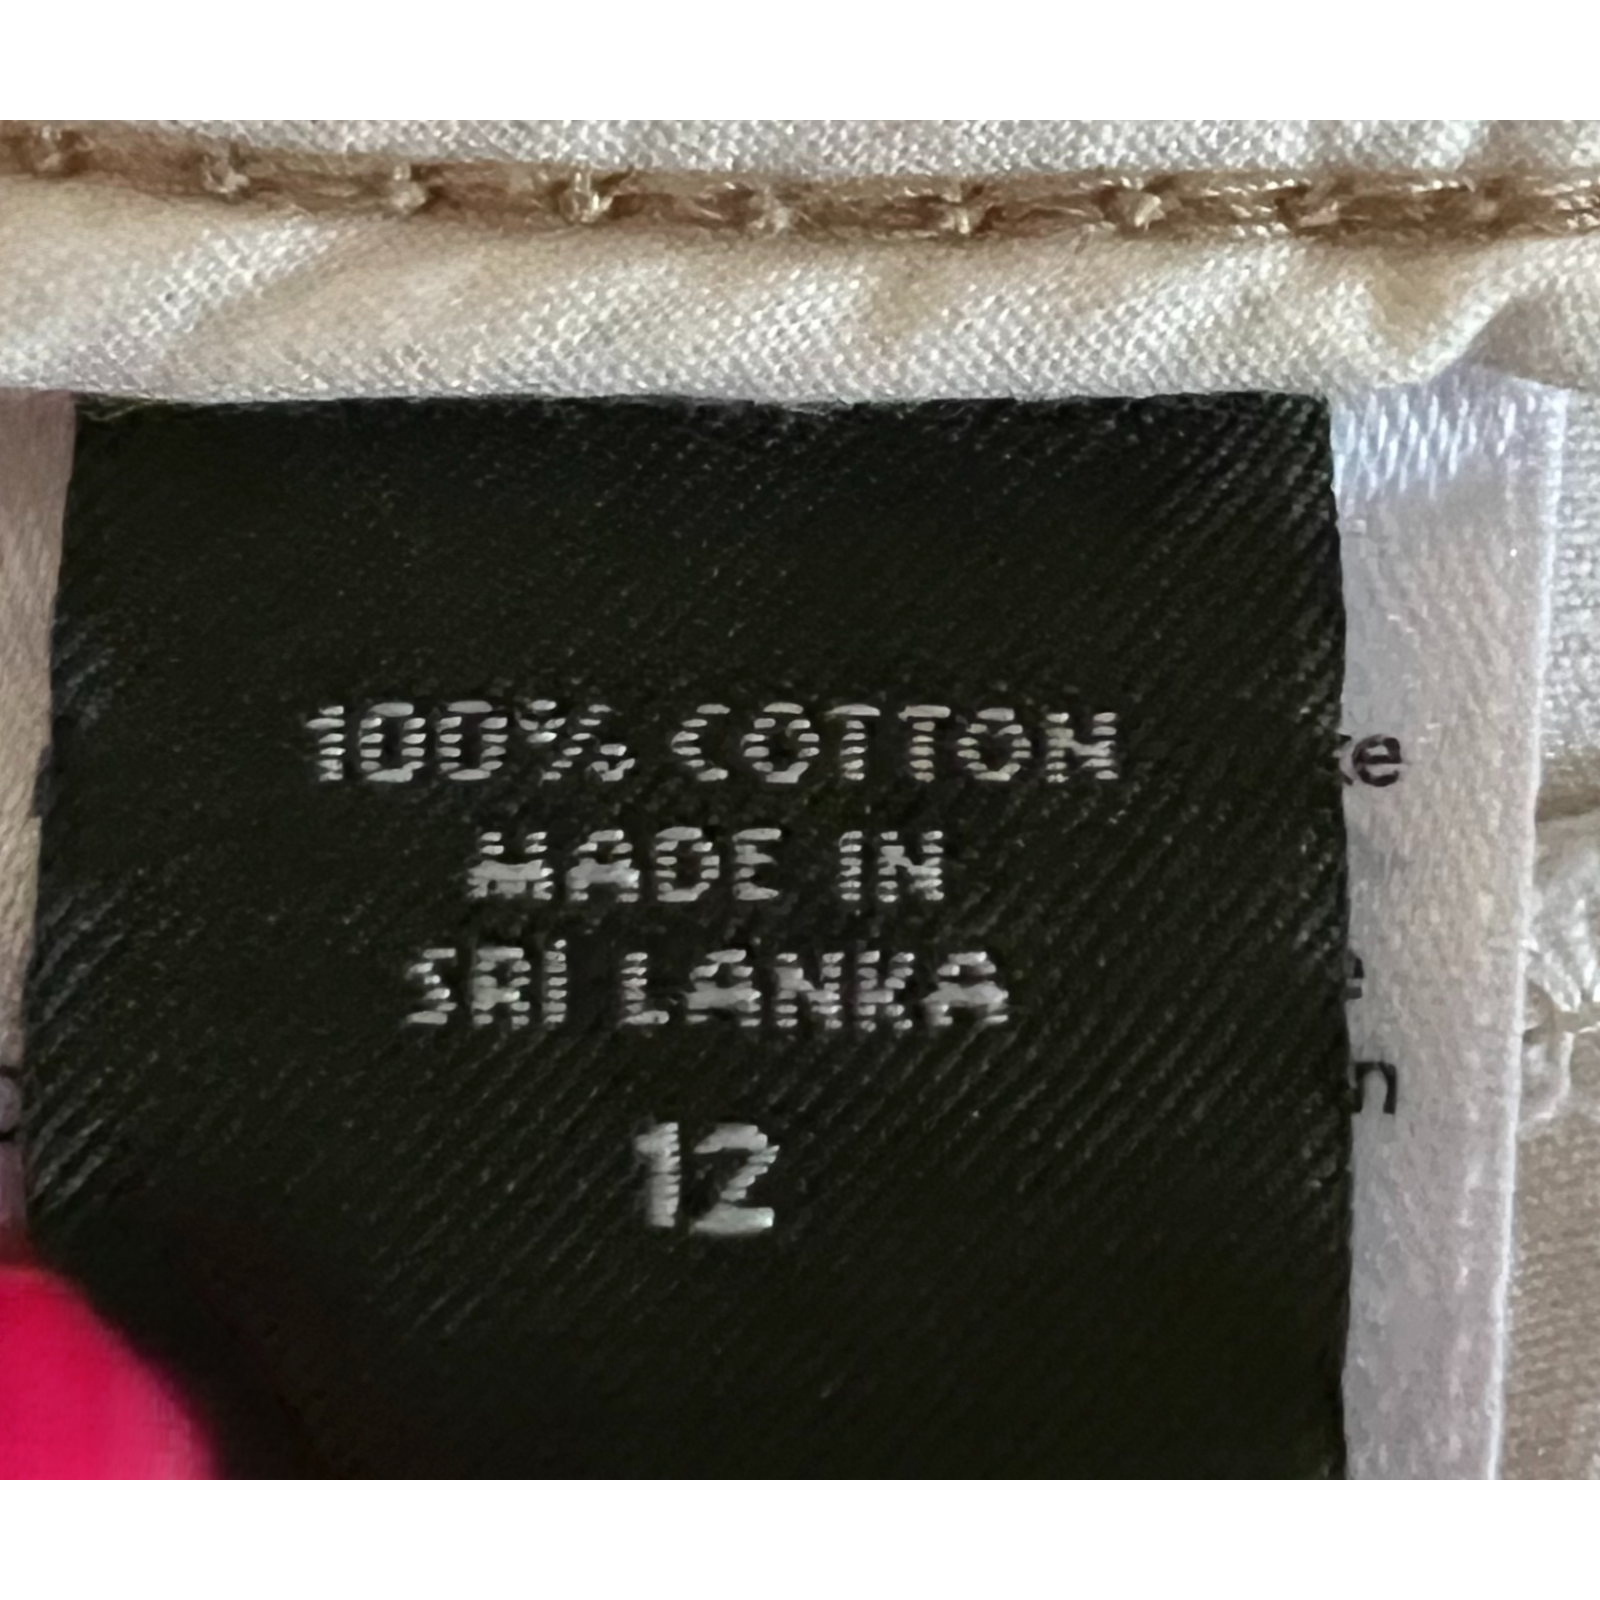 100% COTTON
MADE IN
SRI LANKA
12